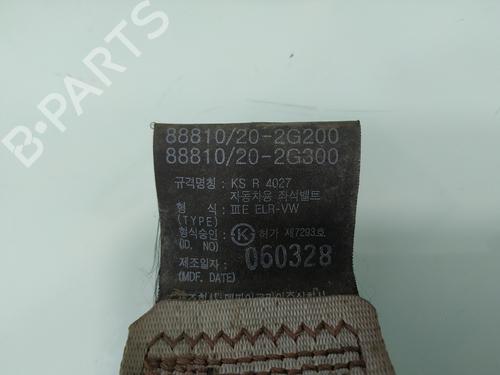 88810/20-2G200
88810/20-2G300
규격명칭 : KS R 4027
자동차용 좌석벨트
형 식 : ⅢE ELR-VW
(TYPE)
형식승인 : K 허가 제7293호
(ID. NO)
제조일자 : 060328
(MDF. DATE)
B-PARTS